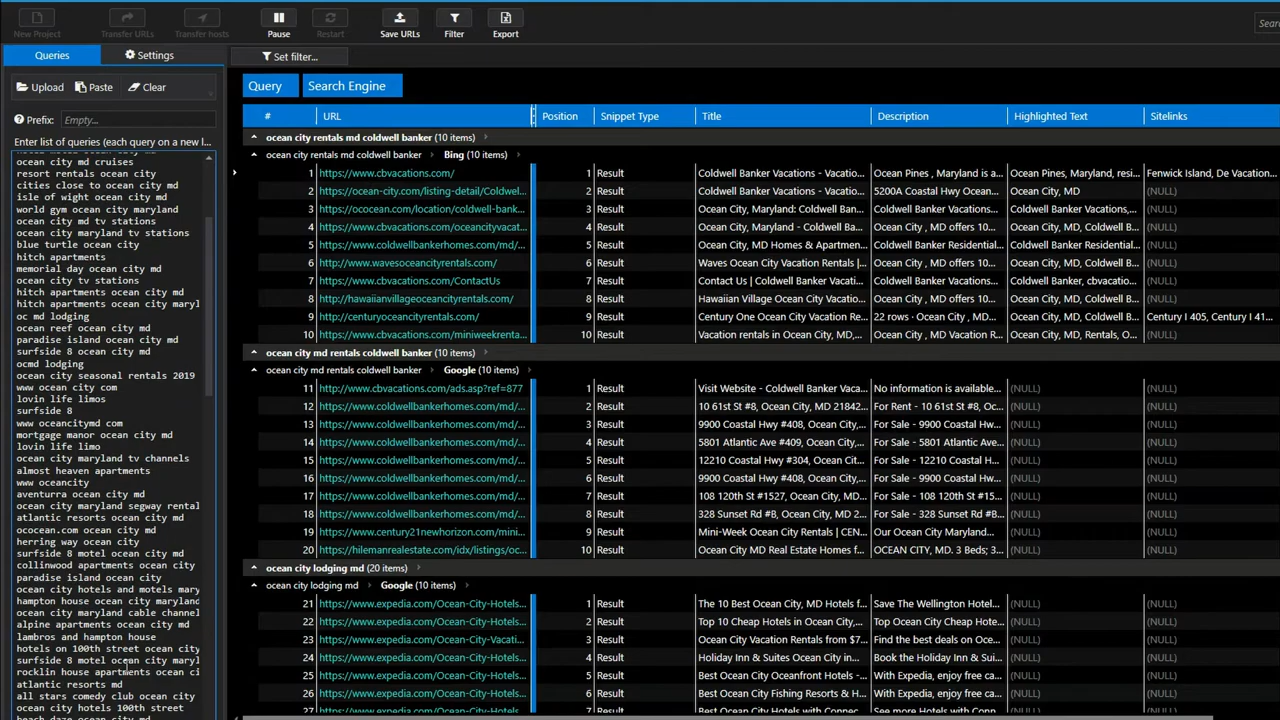 New Project
Transfer URLs
Transfer hosts
Pause
Restart
Save URLs
Filter
Export
Sear
Queries
Settings
Set filter...
Upload
Paste
Clear
Query
Search Engine
Prefix:
Empty...
Enter list of queries (each query on a new l...
ocean city md cruises
resort rentals ocean city
cities close to ocean city md
isle of wight ocean city md
world gym ocean city maryland
ocean city md tv stations
ocean city maryland tv stations
blue turtle ocean city
hitch apartments
memorial day ocean city md
ocean city tv stations
hitch apartments ocean city md
hitch apartments ocean city maryl
oc md lodging
ocean reef ocean city md
paradise island ocean city md
surfside 8 ocean city md
ocmd lodging
ocean city seasonal rentals 2019
www ocean city com
lovin life limos
surfside 8
www oceancitymd com
mortgage manor ocean city md
lovin life limo
ocean city maryland tv channels
almost heaven apartments
www oceancity
aventurra ocean city md
ocean city maryland segway rental
atlantic resorts ocean city md
ococean.com ocean city md
herring way ocean city
surfside 8 motel ocean city md
collinwood apartments ocean city
paradise island ocean city
ocean city hotels and motels mary
hampton house ocean city maryland
ocean city maryland cable channel
alpine apartments ocean city md
lambros and hampton house
hotels on 100th street ocean city
surfside 8 motel ocean city maryl
rocklin house apartments ocean ci
atlantic resorts md
all stars comedy club ocean city
ocean city hotels 100th street
beach daze ocean city md
# URL Position Snippet Type Title Description Highlighted Text Sitelinks
ocean city rentals md coldwell banker (10 items)
ocean city rentals md coldwell banker Bing (10 items)
1 https://www.cbvacations.com/ 1 Result Coldwell Banker Vacations - Vacatio... Ocean Pines , Maryland is a... Ocean Pines, Maryland, resi... Fenwick Island, De Vacation...
2 https://ocean-city.com/listing-detail/Coldwel... 2 Result Coldwell Banker Vacations - Vacatio... 5200A Coastal Hwy Ocean... Ocean City, MD (NULL)
3 http://ococean.com/location/coldwell-bank... 3 Result Ocean City, Maryland: Coldwell Ban... Coldwell Banker Vacations... Coldwell Banker Vacations,... (NULL)
4 http://www.cbvacations.com/oceancityvacat... 4 Result Ocean City, Maryland - Coldwell Ba... Ocean City , MD offers 10... Ocean City, MD, Coldwell B... (NULL)
5 https://www.coldwellbankerhomes.com/md/... 5 Result Ocean City, MD Homes & Apartmen... Coldwell Banker Residential... Coldwell Banker Residential... (NULL)
6 http://www.wavesoceancityrentals.com/ 6 Result Waves Ocean City Vacation Rentals |... Ocean City , MD offers 10... Ocean City, MD, Coldwell B... (NULL)
7 http://www.cbvacations.com/ContactUs 7 Result Contact Us | Coldwell Banker Vacati... Ocean City , MD offers 10... Coldwell Banker, cbvacatio... (NULL)
8 http://hawaiianvillageoceancityrentals.com/ 8 Result Hawaiian Village Ocean City Vacatio... Ocean City , MD offers 10... Ocean City, MD, Coldwell B... (NULL)
9 http://centuryoceancityrentals.com/ 9 Result Century One Ocean City Vacation Re... 22 rows · Ocean City , MD... Ocean City, MD, Coldwell B... Century I 405, Century I 41...
10 http://www.cbvacations.com/miniweekrenta... 10 Result Vacation rentals in Ocean City, MD,... Ocean City, MD Vacation R... Ocean City, MD, Rentals, O... (NULL)
ocean city md rentals coldwell banker (10 items)
ocean city md rentals coldwell banker Google (10 items)
11 http://www.cbvacations.com/ads.asp?ref=877 1 Result Visit Website - Coldwell Banker Vaca... No information is available... (NULL) (NULL)
12 https://www.coldwellbankerhomes.com/md/... 2 Result 10 61st St #8, Ocean City, MD 21842... For Rent - 10 61st St #8, Oc... (NULL) (NULL)
13 https://www.coldwellbankerhomes.com/md/... 3 Result 9900 Coastal Hwy #408, Ocean City,... For Sale - 9900 Coastal Hw... (NULL) (NULL)
14 https://www.coldwellbankerhomes.com/md/... 4 Result 5801 Atlantic Ave #409, Ocean City,... For Sale - 5801 Atlantic Ave... (NULL) (NULL)
15 https://www.coldwellbankerhomes.com/md/... 5 Result 12210 Coastal Hwy #304, Ocean Cit... For Sale - 12210 Coastal H... (NULL) (NULL)
16 https://www.coldwellbankerhomes.com/md/... 6 Result 9900 Coastal Hwy #408, Ocean City,... For Sale - 9900 Coastal Hw... (NULL) (NULL)
17 https://www.coldwellbankerhomes.com/md/... 7 Result 108 120th St #1527, Ocean City, MD... For Sale - 108 120th St #15... (NULL) (NULL)
18 https://www.coldwellbankerhomes.com/md/... 8 Result 328 Sunset Rd #B, Ocean City, MD 2... For Sale - 328 Sunset Rd #... (NULL) (NULL)
19 https://www.century21newhorizon.com/mini... 9 Result Mini-Week Ocean City Rentals | CEN... Our Ocean City Maryland... (NULL) (NULL)
20 https://hilemanrealestate.com/idx/listings/oc... 10 Result Ocean City MD Real Estate Homes f... OCEAN CITY, MD. 3 Beds; 3... (NULL) (NULL)
ocean city lodging md (20 items)
ocean city lodging md Google (10 items)
21 https://www.expedia.com/Ocean-City-Hotels... 1 Result The 10 Best Ocean City, MD Hotels f... Save The Wellington Hotel... (NULL) (NULL)
22 https://www.expedia.com/Ocean-City-Hotels... 2 Result Top 10 Cheap Hotels in Ocean City,... Top Ocean City Cheap Hote... (NULL) (NULL)
23 https://www.expedia.com/Ocean-City-Vacati... 3 Result Ocean City Vacation Rentals from $7... Find the best deals on Oce... (NULL) (NULL)
24 https://www.expedia.com/Ocean-City-Hotels... 4 Result Holiday Inn & Suites Ocean City in... Book the Holiday Inn & Suit... (NULL) (NULL)
25 https://www.expedia.com/Ocean-City-Hotels... 5 Result Best Ocean City Oceanfront Hotels -... With Expedia, enjoy free ca... (NULL) (NULL)
26 https://www.expedia.com/Ocean-City-Hotels... 6 Result Best Ocean City Fishing Resorts & H... With Expedia, enjoy free ca... (NULL) (NULL)
27 https://www.expedia.com/Ocean-City-Hotels... 7 Result Best Ocean City Hotels with Connec... See more Hotels with Conn... (NULL) (NULL)